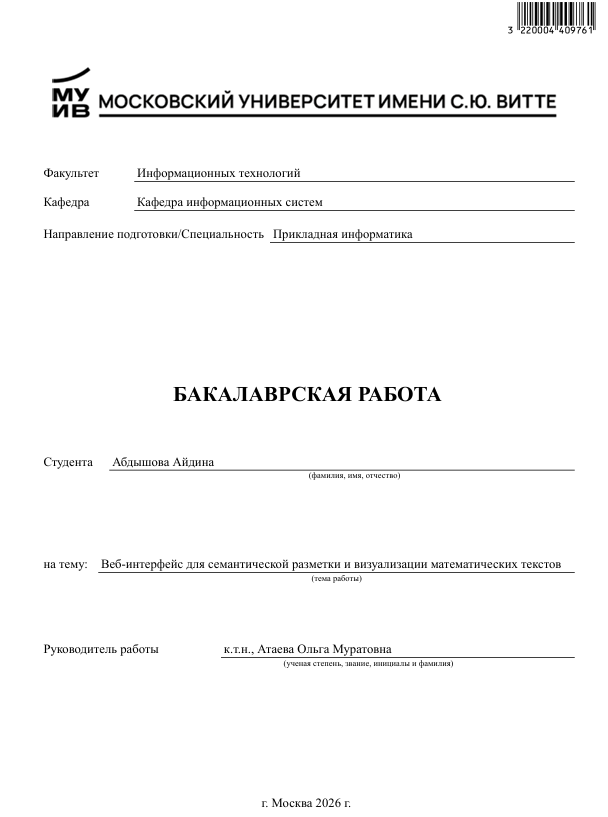 3 220004 409761
МУ
ИВ МОСКОВСКИЙ УНИВЕРСИТЕТ ИМЕНИ С.Ю. ВИТТЕ
Факультет Информационных технологий
Кафедра Кафедра информационных систем
Направление подготовки/Специальность Прикладная информатика
БАКАЛАВРСКАЯ РАБОТА
Студента Абдышова Айдина
(фамилия, имя, отчество)
на тему: Веб-интерфейс для семантической разметки и визуализации математических текстов
(тема работы)
Руководитель работы к.т.н., Атаева Ольга Муратовна
(ученая степень, звание, инициалы и фамилия)
г. Москва 2026 г.